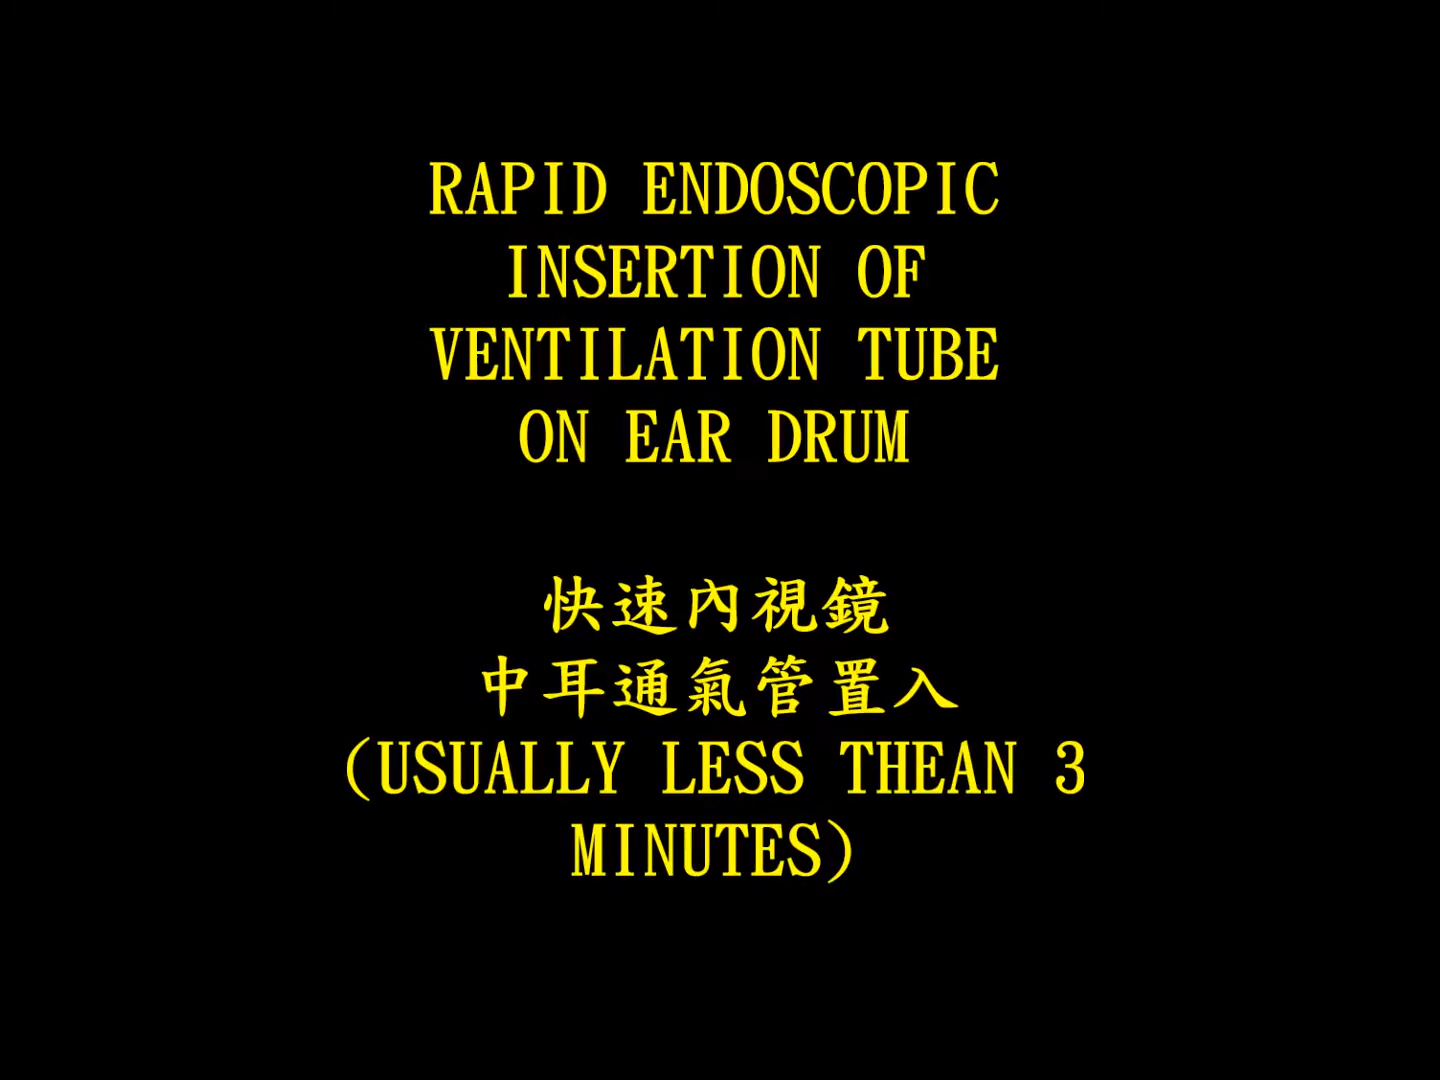 RAPID ENDOSCOPIC
INSERTION OF
VENTILATION TUBE
ON EAR DRUM
快速內視鏡
中耳通氣管置入
(USUALLY LESS THEAN 3
MINUTES)